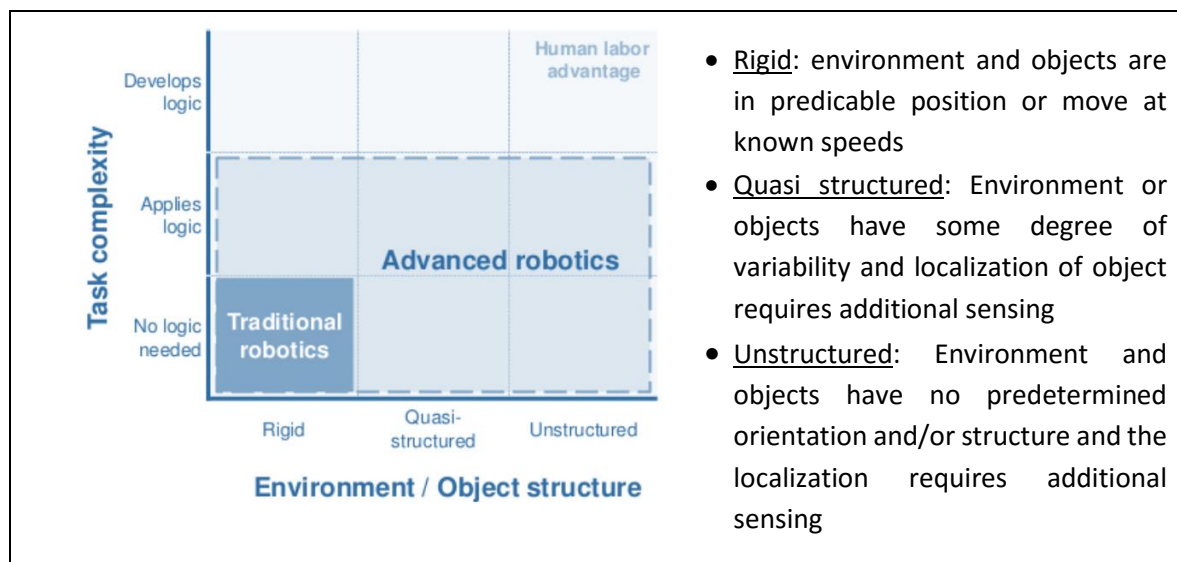 Human labor
advantage
Develops
logic
Task complexity
Applies
logic
Advanced robotics
No logic
needed
Traditional
robotics
Rigid
Quasi-
structured
Unstructured
Environment / Object structure
• Rigid: environment and objects are
in predicable position or move at
known speeds
• Quasi structured: Environment or
objects have some degree of
variability and localization of object
requires additional sensing
• Unstructured: Environment and
objects have no predetermined
orientation and/or structure and the
localization requires additional
sensing